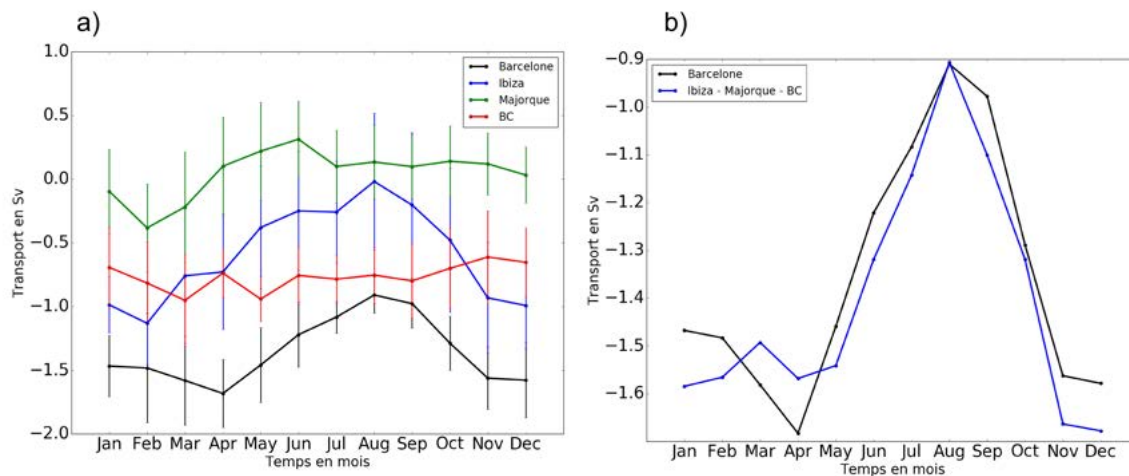 a)
Transport en Sv
1.0
0.5
0.0
−0.5
−1.0
−1.5
−2.0
Barcelone
Ibiza
Majorque
BC
Jan Feb Mar Apr May Jun Jul Aug Sep Oct Nov Dec
Temps en mois
b)
Transport en Sv
−0.9
−1.0
−1.1
−1.2
−1.3
−1.4
−1.5
−1.6
Barcelone
Ibiza - Majorque - BC
Jan Feb Mar Apr May Jun Jul Aug Sep Oct Nov Dec
Temps en mois